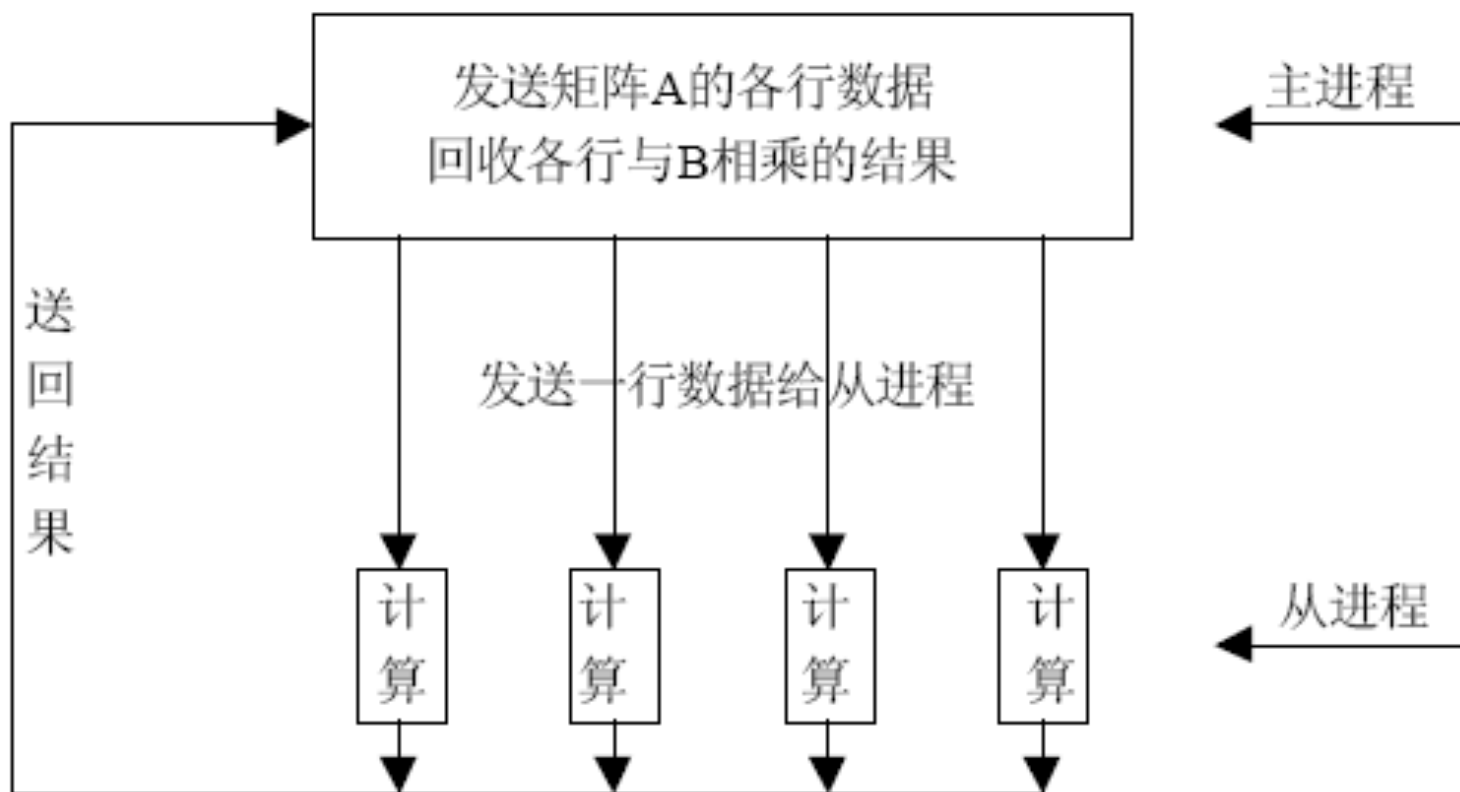 发送矩阵A的各行数据
回收各行与B相乘的结果
主进程
送回结果
发送一行数据给从进程
计算
计算
计算
计算
从进程